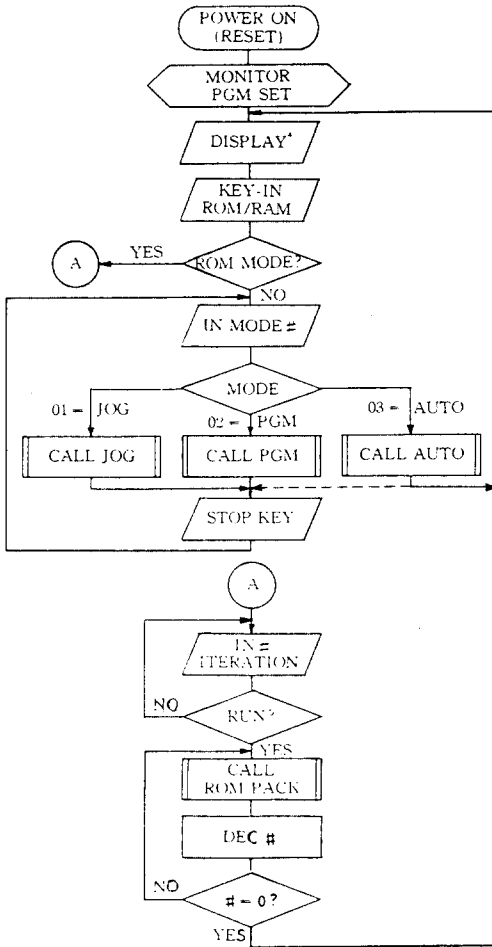 POWER ON
(RESET)
MONITOR
PGM SET
DISPLAY
KEY-IN
ROM/RAM
A
YES
ROM MODE?
NO
IN MODE #
MODE
01 = JOG
02 = PGM
03 = AUTO
CALL JOG
CALL PGM
CALL AUTO
STOP KEY
A
IN #
ITERATION
NO
RUN?
YES
CALL
ROM PACK
DEC #
NO
# = 0?
YES